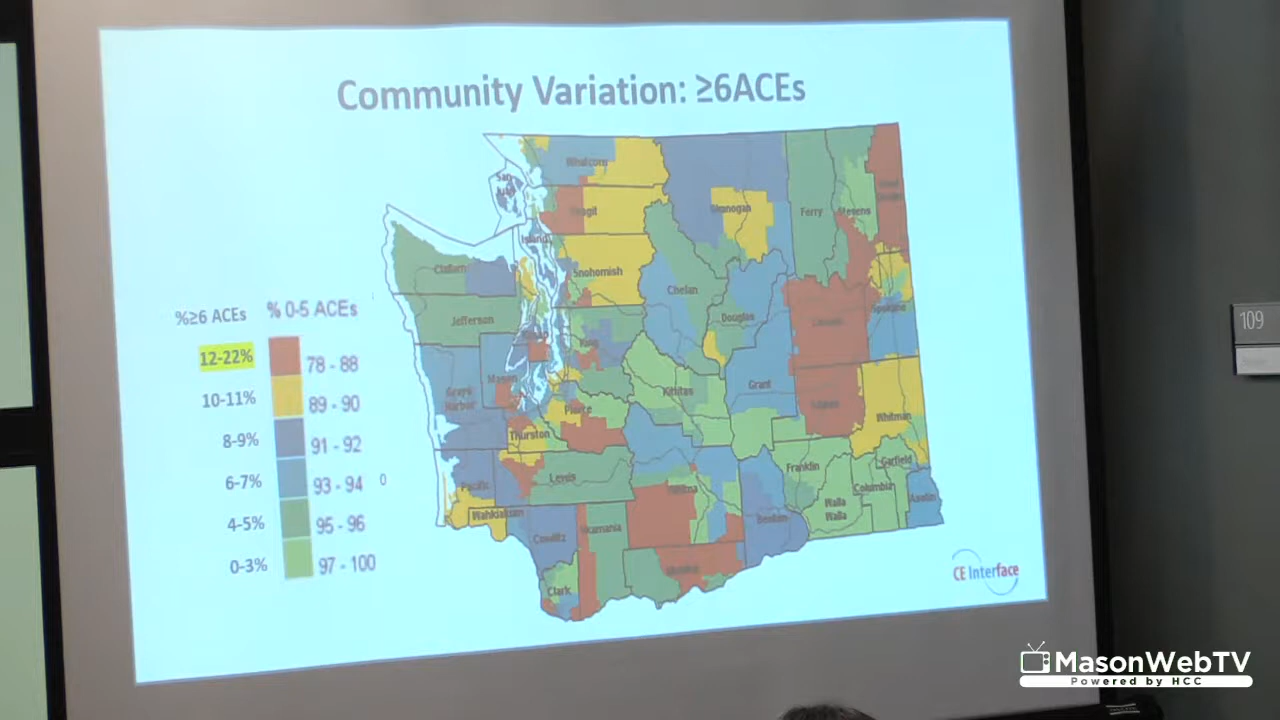 Community Variation: ≥6ACEs
Whatcom
San
Juan
Skagit
Okanogan
Ferry
Stevens
Island
Clallam
Snohomish
Chelan
Jefferson
Douglas
Spokane
King
Mason
Grays
Harbor
Kittitas
Grant
Adams
Pierce
Thurston
Whitman
Lewis
Pacific
Franklin
Garfield
Columbia
Walla
Walla
Asotin
Wahkiakum
Yakima
Benton
Cowlitz
Skamania
Clark
%≥6 ACEs % 0-5 ACEs
12-22% 78 - 88
10-11% 89 - 90
8-9% 91 - 92
6-7% 93 - 94 0
4-5% 95 - 96
0-3% 97 - 100
CE Interface
109
MasonWebTV
Powered by HCC